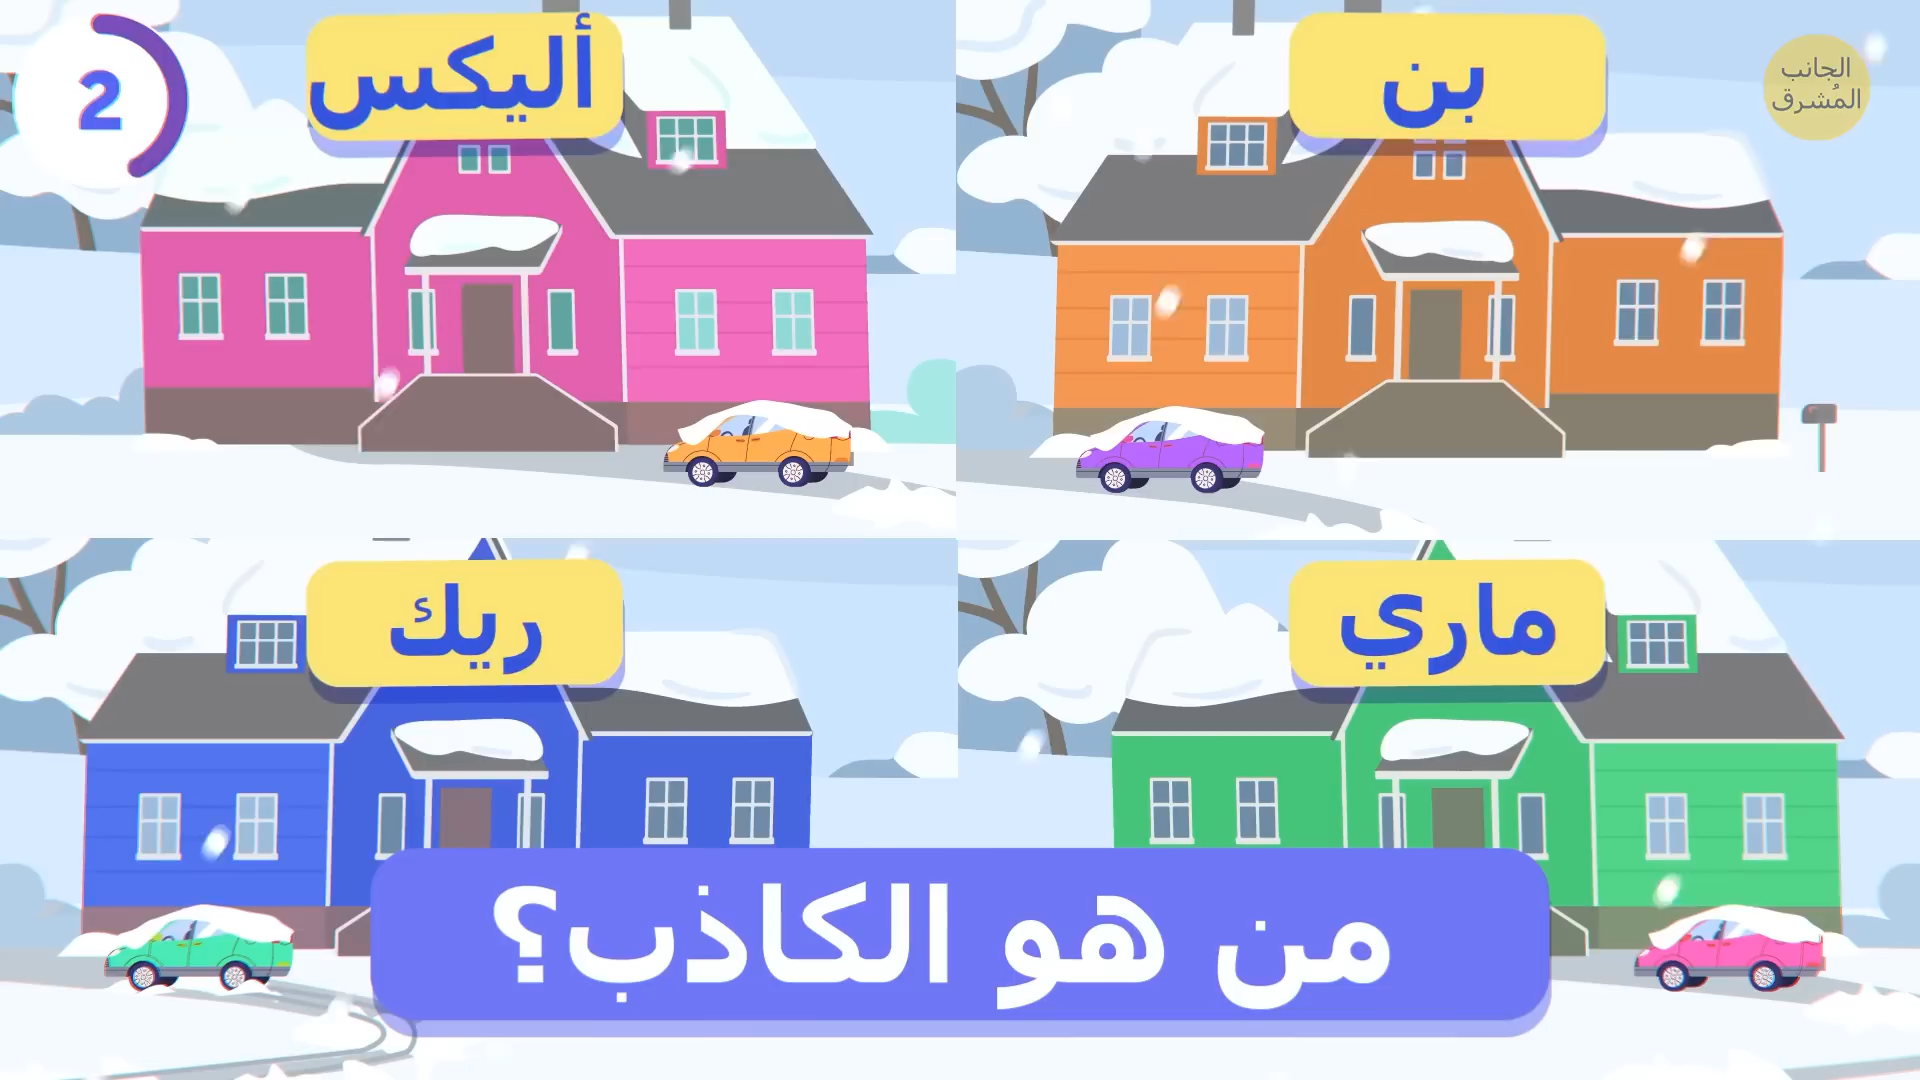 2
أليكس
بن
الجانب
المُشرق
ريك
ماري
من هو الكاذب؟